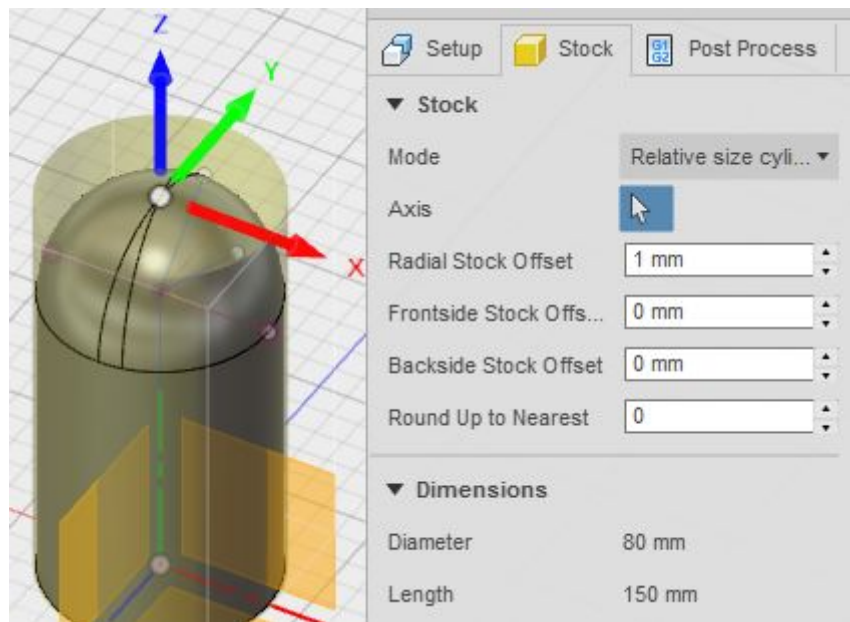 Z
Y
X
Setup Stock G1 G2 Post Process
Stock
Mode Relative size cyli...
Axis
Radial Stock Offset 1 mm
Frontside Stock Offs... 0 mm
Backside Stock Offset 0 mm
Round Up to Nearest 0
Dimensions
Diameter 80 mm
Length 150 mm